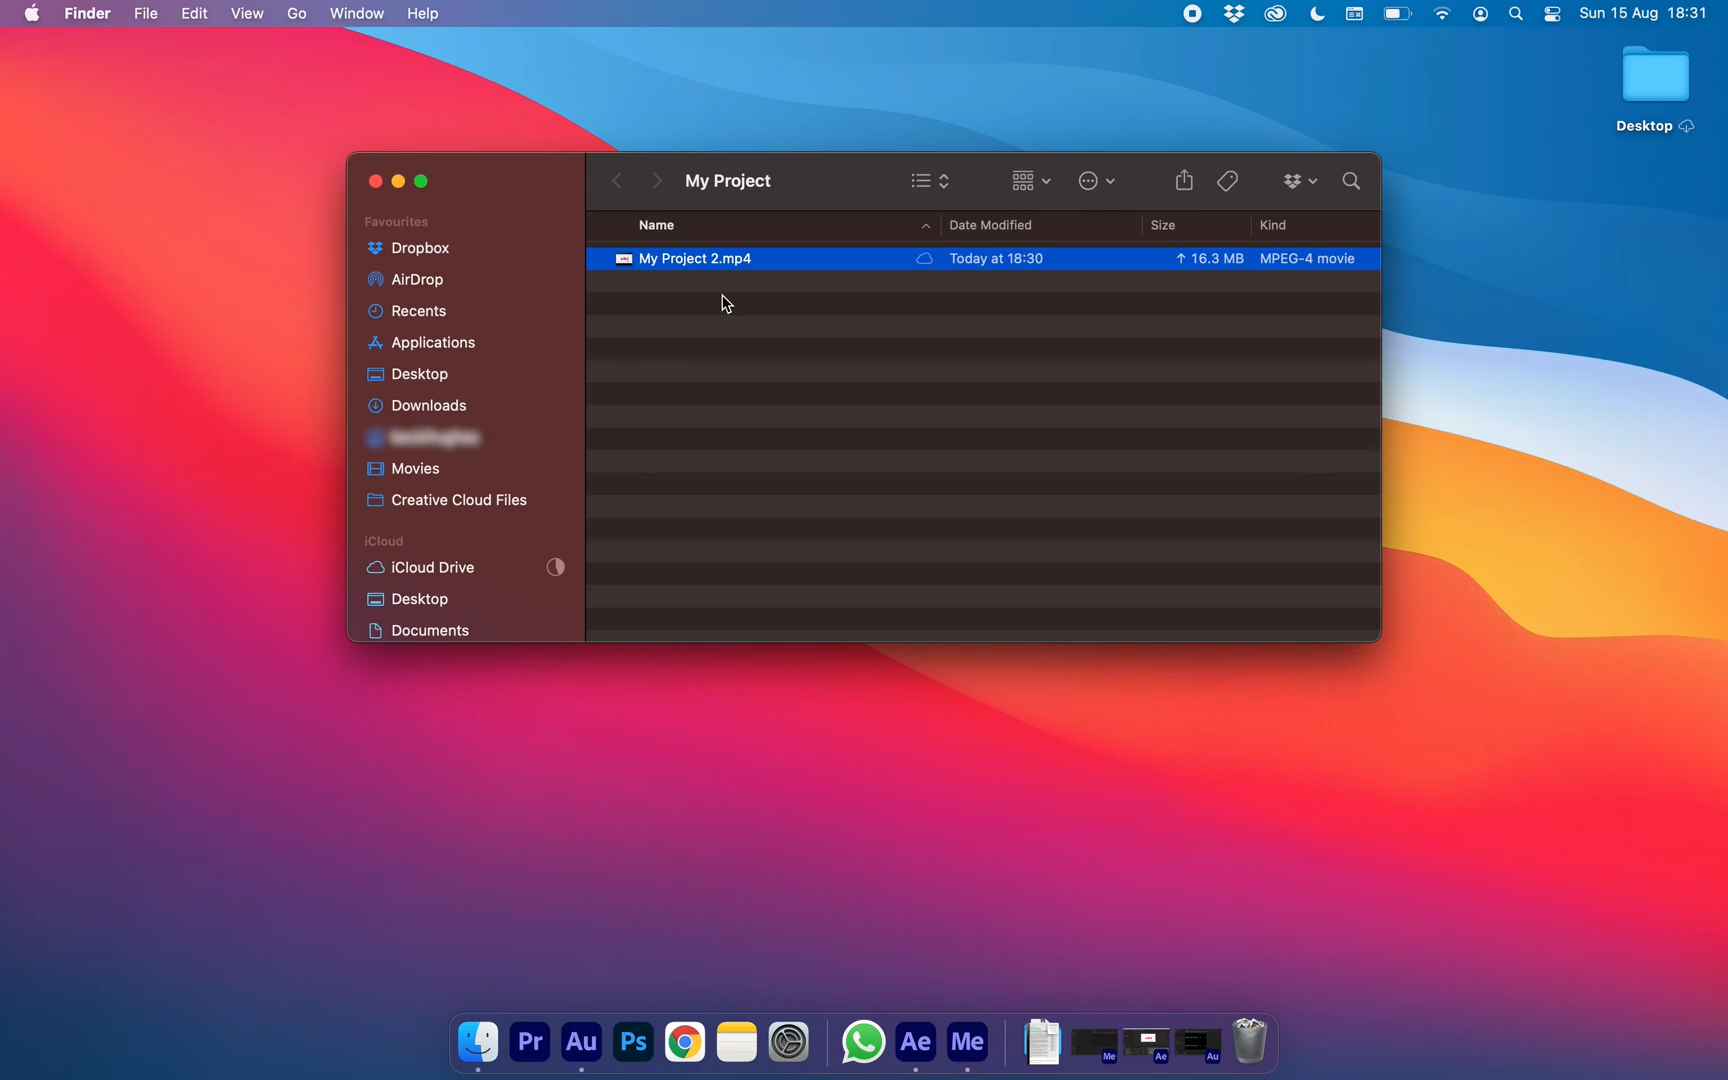 Finder File Edit View Go Window Help Sun 15 Aug 18:31
Desktop
My Project
Favourites
Dropbox
AirDrop
Recents
Applications
Desktop
Downloads
Movies
Creative Cloud Files
iCloud
iCloud Drive
Desktop
Documents
Name Date Modified Size Kind
My Project 2.mp4 Today at 18:30 ↑ 16.3 MB MPEG-4 movie
Pr Au Ps Ae Me Me Ae Au